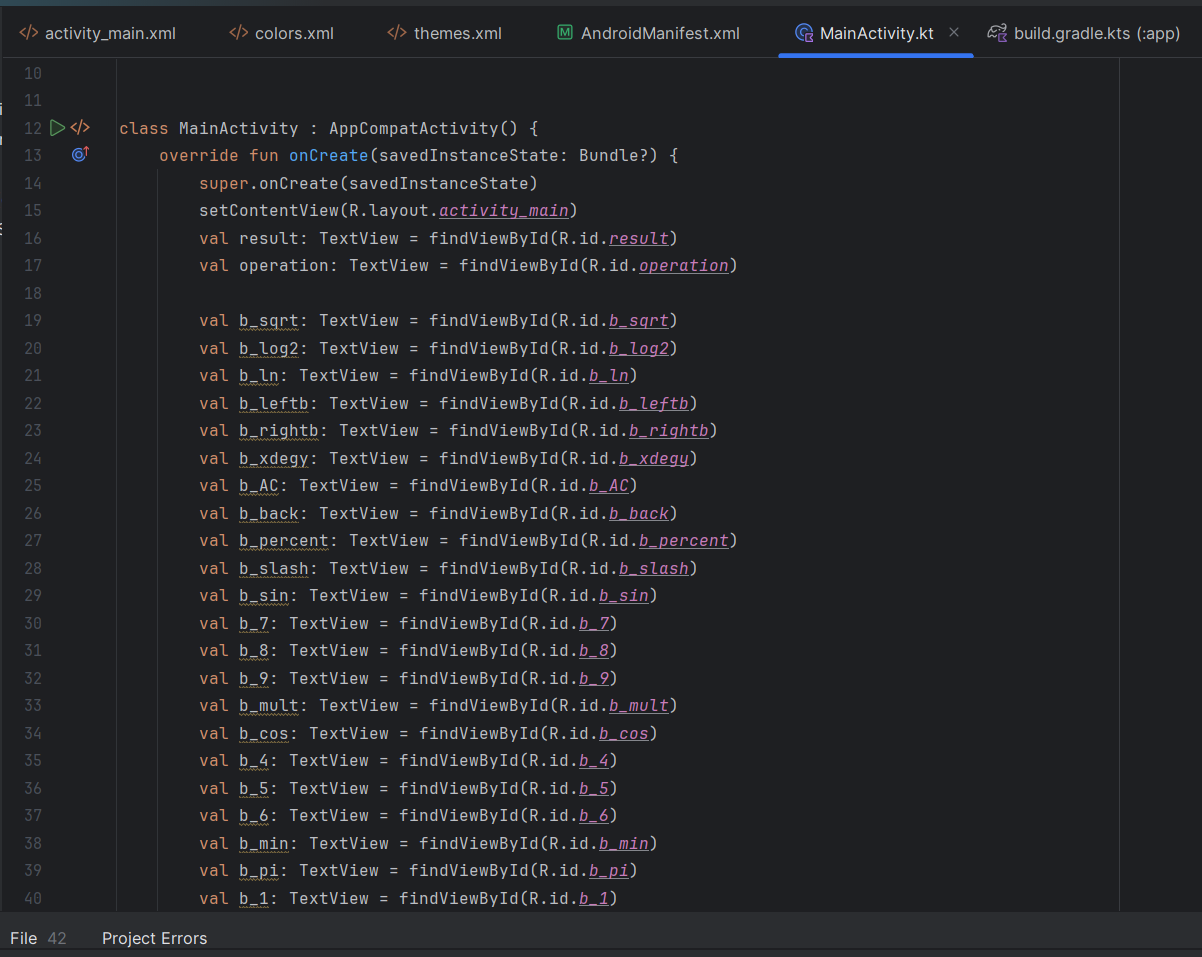 activity_main.xml colors.xml themes.xml AndroidManifest.xml MainActivity.kt build.gradle.kts (:app)
10
11
12 class MainActivity : AppCompatActivity() {
13 override fun onCreate(savedInstanceState: Bundle?) {
14 super.onCreate(savedInstanceState)
15 setContentView(R.layout.activity_main)
16 val result: TextView = findViewById(R.id.result)
17 val operation: TextView = findViewById(R.id.operation)
18
19 val b_sqrt: TextView = findViewById(R.id.b_sqrt)
20 val b_log2: TextView = findViewById(R.id.b_log2)
21 val b_ln: TextView = findViewById(R.id.b_ln)
22 val b_leftb: TextView = findViewById(R.id.b_leftb)
23 val b_rightb: TextView = findViewById(R.id.b_rightb)
24 val b_xdegy: TextView = findViewById(R.id.b_xdegy)
25 val b_AC: TextView = findViewById(R.id.b_AC)
26 val b_back: TextView = findViewById(R.id.b_back)
27 val b_percent: TextView = findViewById(R.id.b_percent)
28 val b_slash: TextView = findViewById(R.id.b_slash)
29 val b_sin: TextView = findViewById(R.id.b_sin)
30 val b_7: TextView = findViewById(R.id.b_7)
31 val b_8: TextView = findViewById(R.id.b_8)
32 val b_9: TextView = findViewById(R.id.b_9)
33 val b_mult: TextView = findViewById(R.id.b_mult)
34 val b_cos: TextView = findViewById(R.id.b_cos)
35 val b_4: TextView = findViewById(R.id.b_4)
36 val b_5: TextView = findViewById(R.id.b_5)
37 val b_6: TextView = findViewById(R.id.b_6)
38 val b_min: TextView = findViewById(R.id.b_min)
39 val b_pi: TextView = findViewById(R.id.b_pi)
40 val b_1: TextView = findViewById(R.id.b_1)
File 42 Project Errors